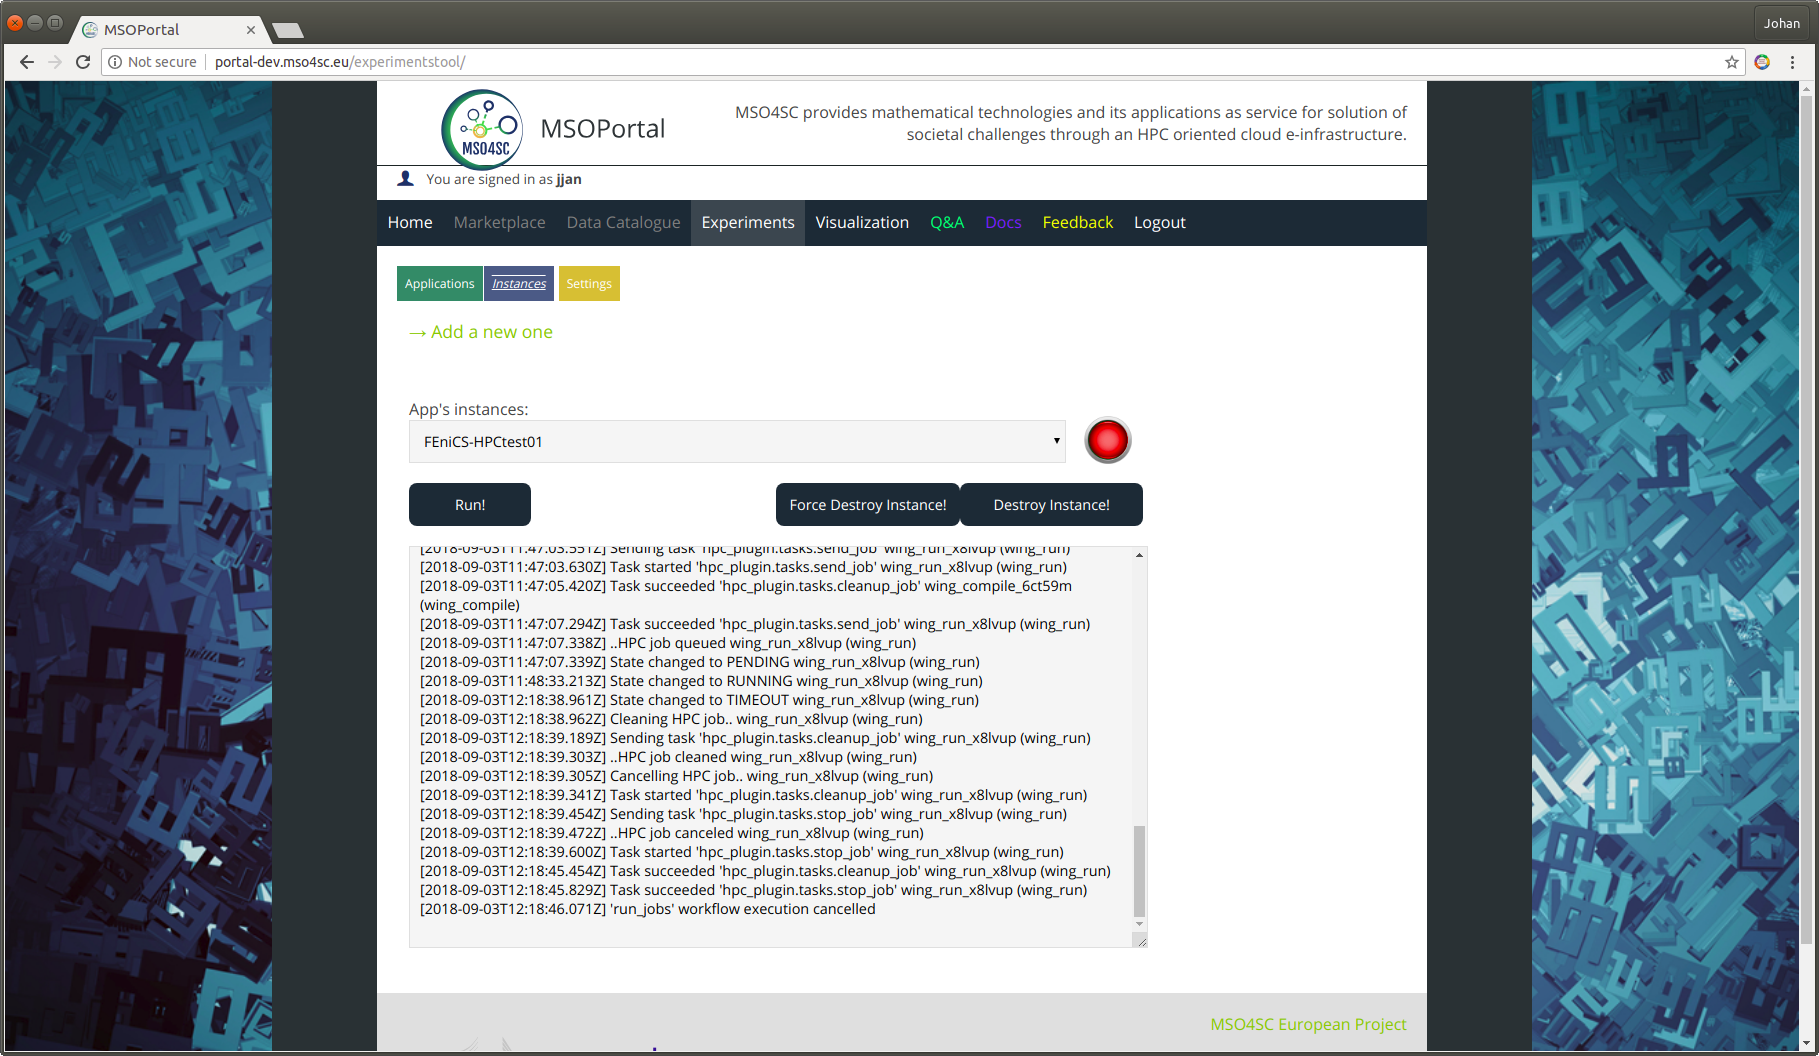 MSOPortal
Johan
Not secure
portal-dev.mso4sc.eu/experimentstool/
MSO4SC
MSOPortal
MSO4SC provides mathematical technologies and its applications as service for solution of
societal challenges through an HPC oriented cloud e-infrastructure.
You are signed in as jjan
Home Marketplace Data Catalogue Experiments Visualization Q&A Docs Feedback Logout
Applications Instances Settings
→ Add a new one
App's instances:
FEniCS-HPCtest01
Run! Force Destroy Instance! Destroy Instance!
[2018-09-03T11:47:03.551Z] Sending task 'hpc_plugin.tasks.send_job' wing_run_x8lvup (wing_run)
[2018-09-03T11:47:03.630Z] Task started 'hpc_plugin.tasks.send_job' wing_run_x8lvup (wing_run)
[2018-09-03T11:47:05.420Z] Task succeeded 'hpc_plugin.tasks.cleanup_job' wing_compile_6ct59m
(wing_compile)
[2018-09-03T11:47:07.294Z] Task succeeded 'hpc_plugin.tasks.send_job' wing_run_x8lvup (wing_run)
[2018-09-03T11:47:07.338Z] ..HPC job queued wing_run_x8lvup (wing_run)
[2018-09-03T11:47:07.339Z] State changed to PENDING wing_run_x8lvup (wing_run)
[2018-09-03T11:48:33.213Z] State changed to RUNNING wing_run_x8lvup (wing_run)
[2018-09-03T12:18:38.961Z] State changed to TIMEOUT wing_run_x8lvup (wing_run)
[2018-09-03T12:18:38.962Z] Cleaning HPC job.. wing_run_x8lvup (wing_run)
[2018-09-03T12:18:39.189Z] Sending task 'hpc_plugin.tasks.cleanup_job' wing_run_x8lvup (wing_run)
[2018-09-03T12:18:39.303Z] ..HPC job cleaned wing_run_x8lvup (wing_run)
[2018-09-03T12:18:39.305Z] Cancelling HPC job.. wing_run_x8lvup (wing_run)
[2018-09-03T12:18:39.341Z] Task started 'hpc_plugin.tasks.cleanup_job' wing_run_x8lvup (wing_run)
[2018-09-03T12:18:39.454Z] Sending task 'hpc_plugin.tasks.stop_job' wing_run_x8lvup (wing_run)
[2018-09-03T12:18:39.472Z] ..HPC job canceled wing_run_x8lvup (wing_run)
[2018-09-03T12:18:39.600Z] Task started 'hpc_plugin.tasks.stop_job' wing_run_x8lvup (wing_run)
[2018-09-03T12:18:45.454Z] Task succeeded 'hpc_plugin.tasks.cleanup_job' wing_run_x8lvup (wing_run)
[2018-09-03T12:18:45.829Z] Task succeeded 'hpc_plugin.tasks.stop_job' wing_run_x8lvup (wing_run)
[2018-09-03T12:18:46.071Z] 'run_jobs' workflow execution cancelled
MSO4SC European Project